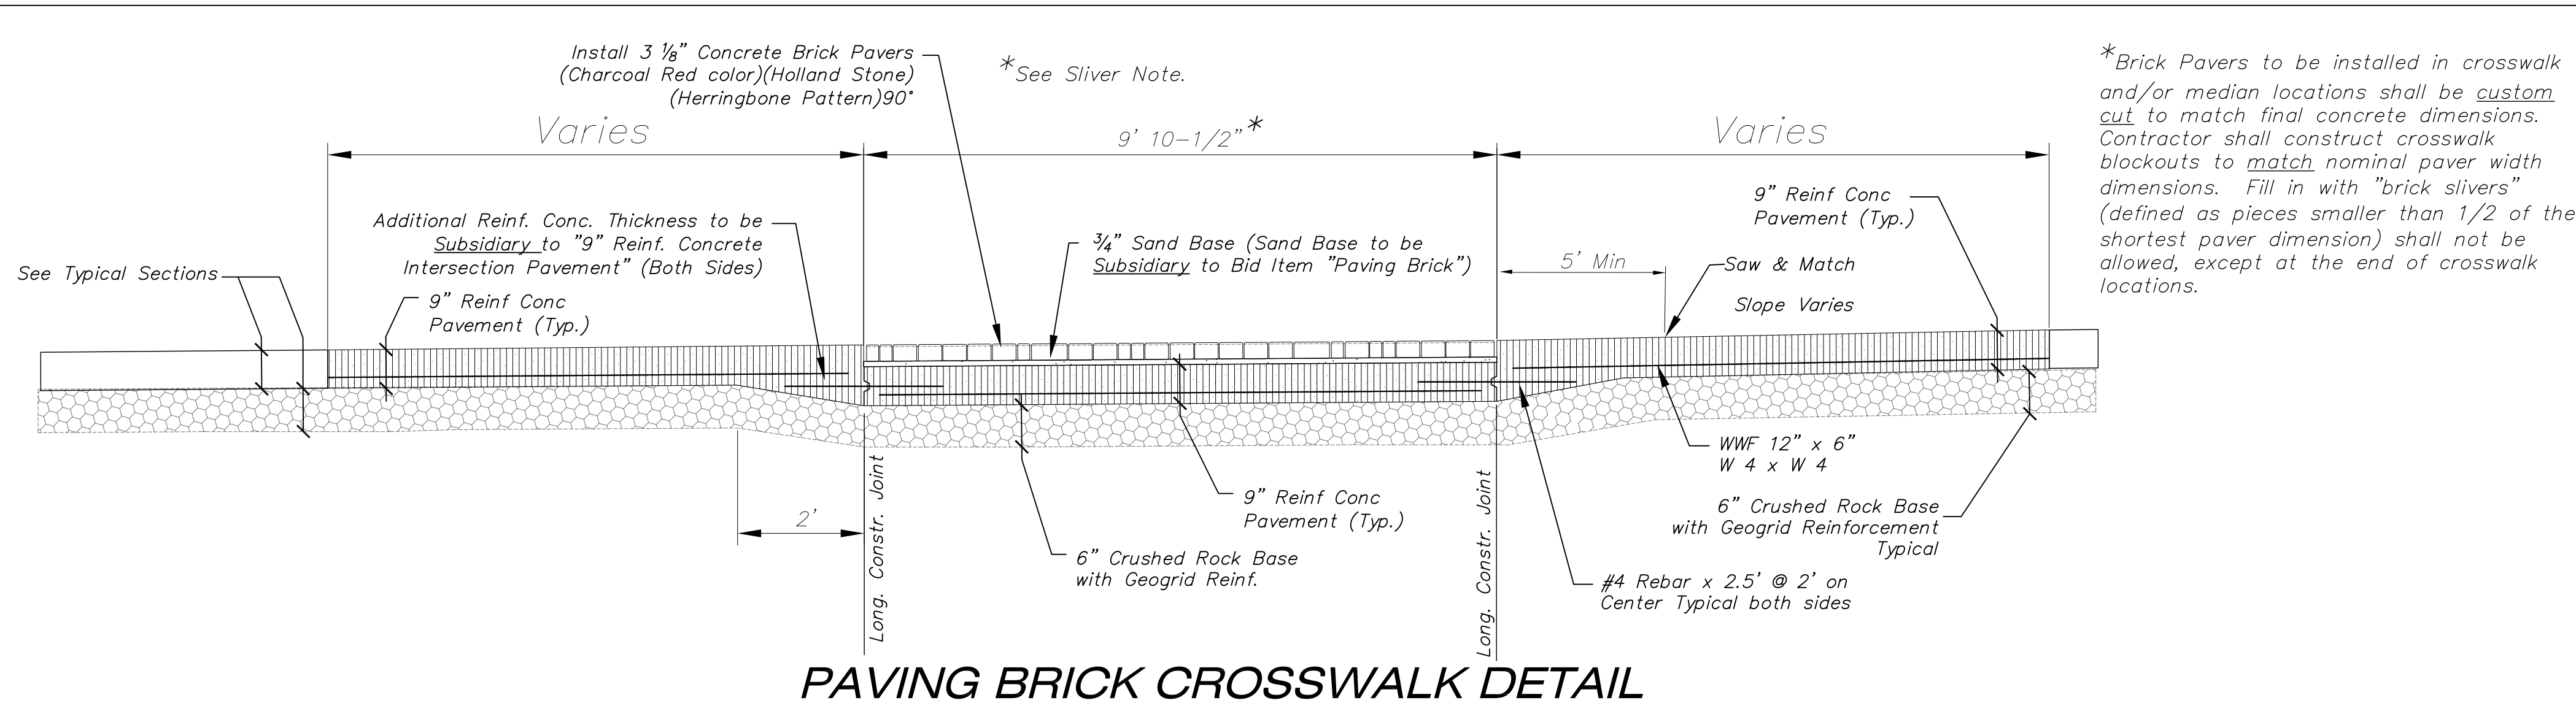 Install 3 ⅛" Concrete Brick Pavers
(Charcoal Red color)(Holland Stone)
(Herringbone Pattern)90°
*See Sliver Note.
Varies
9' 10-1/2"*
Varies
*Brick Pavers to be installed in crosswalk
and/or median locations shall be custom
cut to match final concrete dimensions.
Contractor shall construct crosswalk
blockouts to match nominal paver width
dimensions. Fill in with "brick slivers"
(defined as pieces smaller than 1/2 of the
shortest paver dimension) shall not be
allowed, except at the end of crosswalk
locations.
See Typical Sections
Additional Reinf. Conc. Thickness to be
Subsidiary to "9" Reinf. Concrete
Intersection Pavement" (Both Sides)
9" Reinf Conc
Pavement (Typ.)
¾" Sand Base (Sand Base to be
Subsidiary to Bid Item "Paving Brick")
5' Min
9" Reinf Conc
Pavement (Typ.)
Saw & Match
Slope Varies
2'
Long. Constr. Joint
6" Crushed Rock Base
with Geogrid Reinf.
9" Reinf Conc
Pavement (Typ.)
Long. Constr. Joint
WWF 12" x 6"
W 4 x W 4
6" Crushed Rock Base
with Geogrid Reinforcement
Typical
#4 Rebar x 2.5' @ 2' on
Center Typical both sides
PAVING BRICK CROSSWALK DETAIL